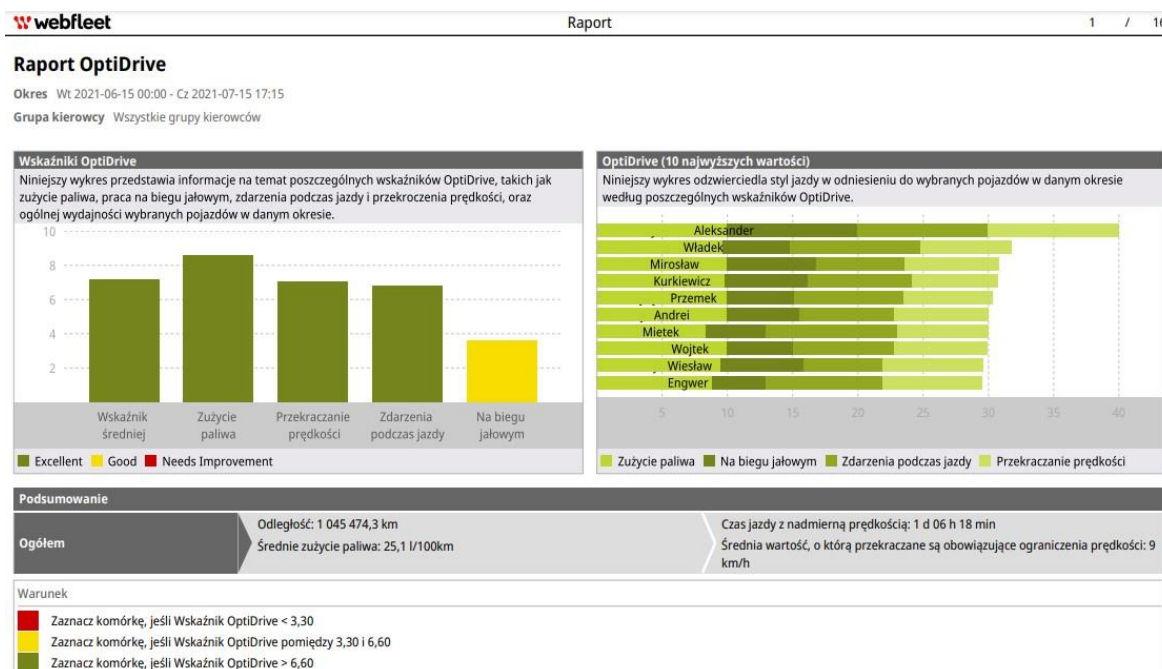 webfleet
Raport
1 / 16
Raport OptiDrive
Okres Wt 2021-06-15 00:00 - Cz 2021-07-15 17:15
Grupa kierowcy Wszystkie grupy kierowców
Wskaźniki OptiDrive
Niniejszy wykres przedstawia informacje na temat poszczególnych wskaźników OptiDrive, takich jak
zużycie paliwa, praca na biegu jałowym, zdarzenia podczas jazdy i przekroczenia prędkości, oraz
ogólnej wydajności wybranych pojazdów w danym okresie.
10
8
6
4
2
Wskaźnik
średniej
Zużycie
paliwa
Przekraczanie
prędkości
Zdarzenia
podczas jazdy
Na biegu
jałowym
Excellent Good Needs Improvement
OptiDrive (10 najwyższych wartości)
Niniejszy wykres odzwierciedla styl jazdy w odniesieniu do wybranych pojazdów w danym okresie
według poszczególnych wskaźników OptiDrive.
Aleksander
Władek
Mirosław
Kurkiewicz
Przemek
Andrei
Mietek
Wojtek
Wiesław
Engwer
5 10 15 20 25 30 35 40
Zużycie paliwa Na biegu jałowym Zdarzenia podczas jazdy Przekraczanie prędkości
Podsumowanie
Ogółem
Odległość: 1 045 474,3 km
Średnie zużycie paliwa: 25,1 l/100km
Czas jazdy z nadmierną prędkością: 1 d 06 h 18 min
Średnia wartość, o którą przekraczane są obowiązujące ograniczenia prędkości: 9
km/h
Warunek
Zaznacz komórkę, jeśli Wskaźnik OptiDrive < 3,30
Zaznacz komórkę, jeśli Wskaźnik OptiDrive pomiędzy 3,30 i 6,60
Zaznacz komórkę, jeśli Wskaźnik OptiDrive > 6,60